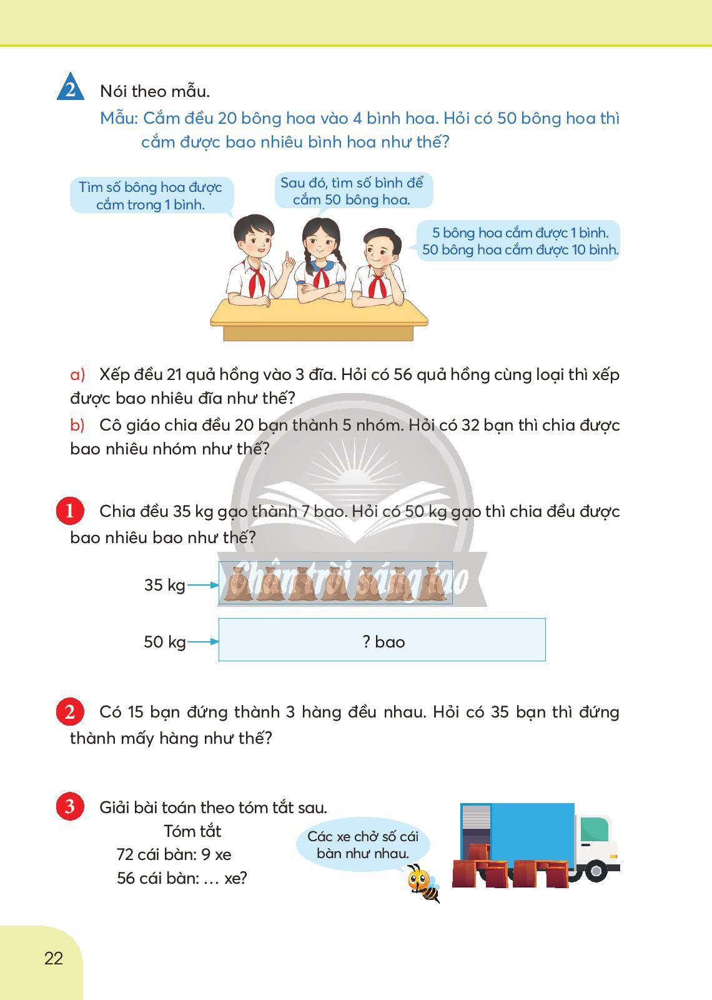 2 Nói theo mẫu.
Mẫu: Cắm đều 20 bông hoa vào 4 bình hoa. Hỏi có 50 bông hoa thì
cắm được bao nhiêu bình hoa như thế?
Tìm số bông hoa được
cắm trong 1 bình.
Sau đó, tìm số bình để
cắm 50 bông hoa.
5 bông hoa cắm được 1 bình.
50 bông hoa cắm được 10 bình.
a) Xếp đều 21 quả hồng vào 3 đĩa. Hỏi có 56 quả hồng cùng loại thì xếp
được bao nhiêu đĩa như thế?
b) Cô giáo chia đều 20 bạn thành 5 nhóm. Hỏi có 32 bạn thì chia được
bao nhiêu nhóm như thế?
1 Chia đều 35 kg gạo thành 7 bao. Hỏi có 50 kg gạo thì chia đều được
bao nhiêu bao như thế?
Chân trời sáng tạo
35 kg
50 kg
? bao
2 Có 15 bạn đứng thành 3 hàng đều nhau. Hỏi có 35 bạn thì đứng
thành mấy hàng như thế?
3 Giải bài toán theo tóm tắt sau.
Tóm tắt
72 cái bàn: 9 xe
56 cái bàn: ... xe?
Các xe chở số cái
bàn như nhau.
22